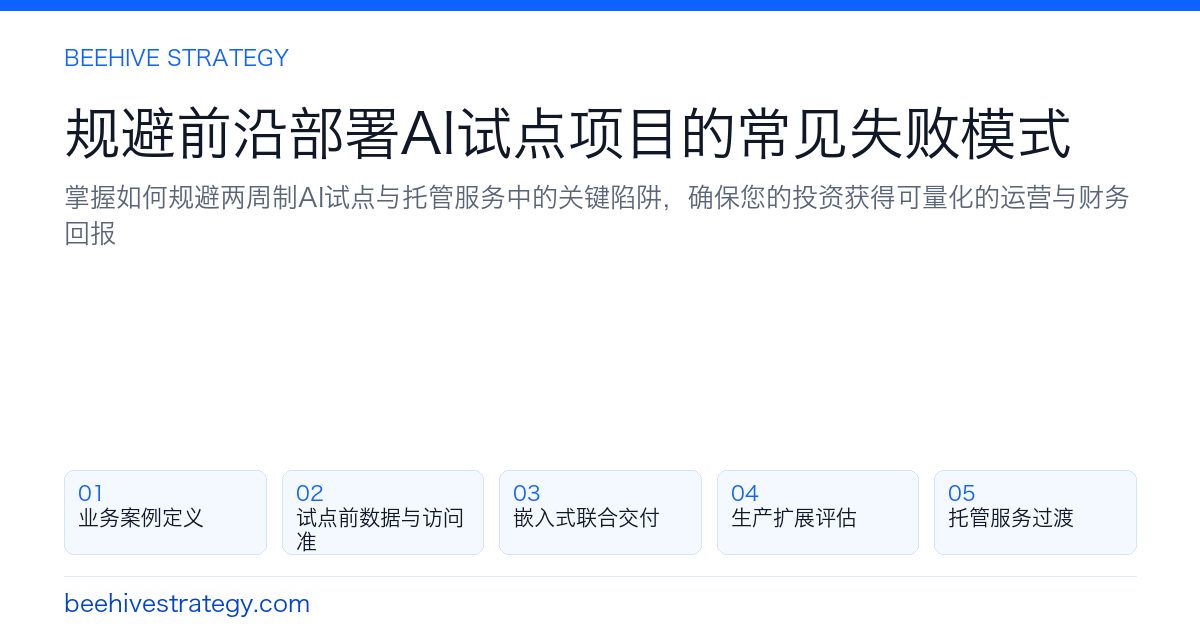 BEEHIVE STRATEGY
规避前沿部署AI试点项目的常见失败模式
掌握如何规避两周制AI试点与托管服务中的关键陷阱，确保您的投资获得可量化的运营与财务
回报
01
业务案例定义
02
试点前数据与访问
准
03
嵌入式联合交付
04
生产扩展评估
05
托管服务过渡
beehivestrategy.com